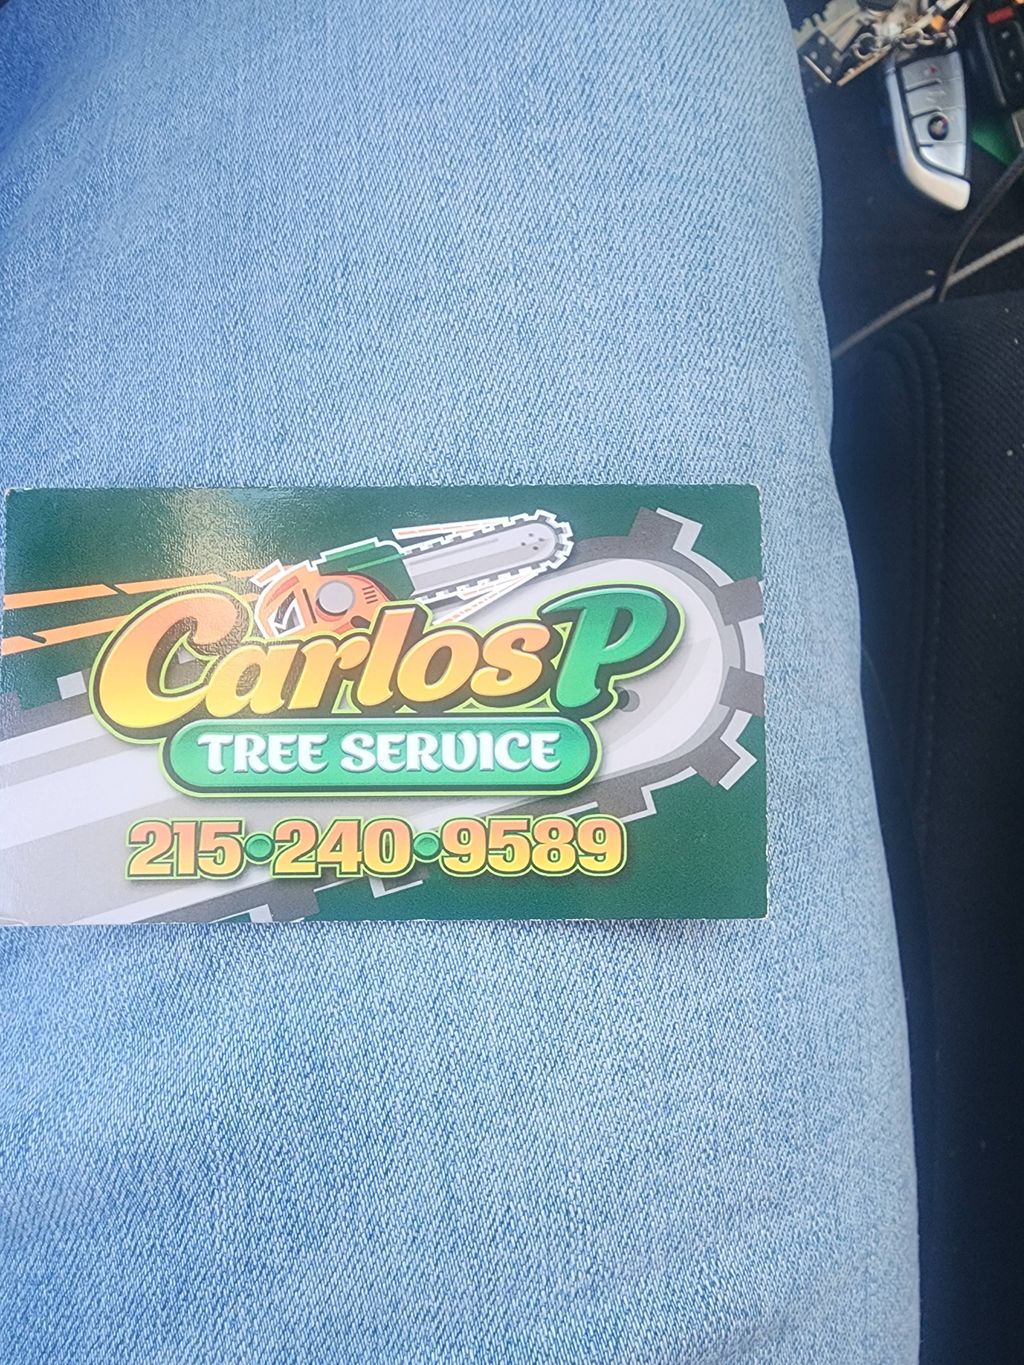 Carlos P
TREE SERVICE
215•240•9589